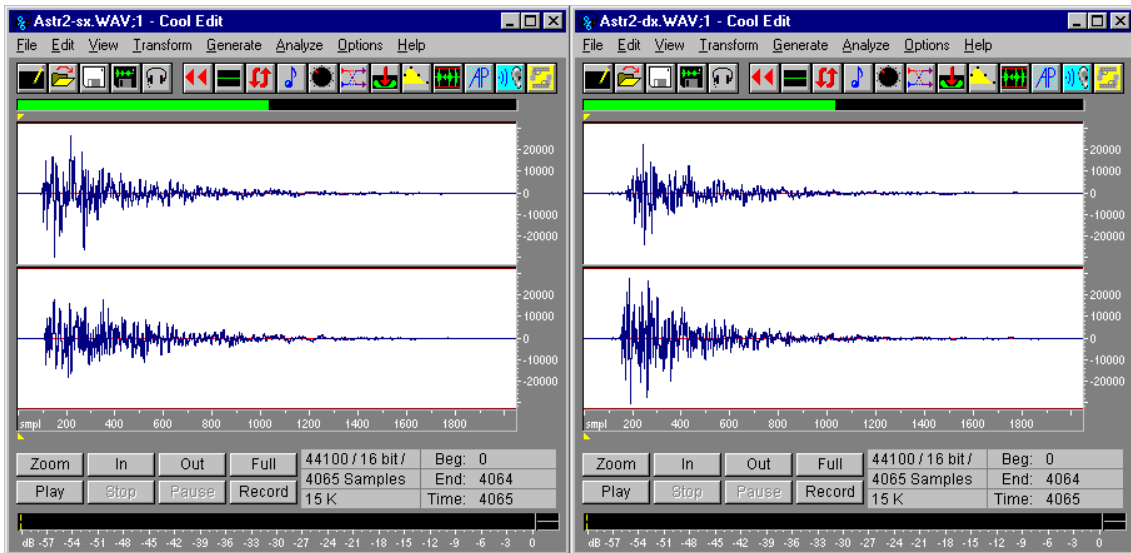 Astr2-sx.WAV;1 - Cool Edit
File Edit View Transform Generate Analyze Options Help
AP
20000
10000
0
-10000
-20000
20000
10000
0
-10000
-20000
smpl 200 400 600 800 1000 1200 1400 1600 1800
Zoom In Out Full
44100 / 16 bit / Beg: 0
4065 Samples End: 4064
Play Stop Pause Record
15 K Time: 4065
dB -57 -54 -51 -48 -45 -42 -39 -36 -33 -30 -27 -24 -21 -18 -15 -12 -9 -6 -3 0
Astr2-dx.WAV;1 - Cool Edit
File Edit View Transform Generate Analyze Options Help
AP
20000
10000
0
-10000
-20000
20000
10000
0
-10000
-20000
smpl 200 400 600 800 1000 1200 1400 1600 1800
Zoom In Out Full
44100 / 16 bit / Beg: 0
4065 Samples End: 4064
Play Stop Pause Record
15 K Time: 4065
dB -57 -54 -51 -48 -45 -42 -39 -36 -33 -30 -27 -24 -21 -18 -15 -12 -9 -6 -3 0